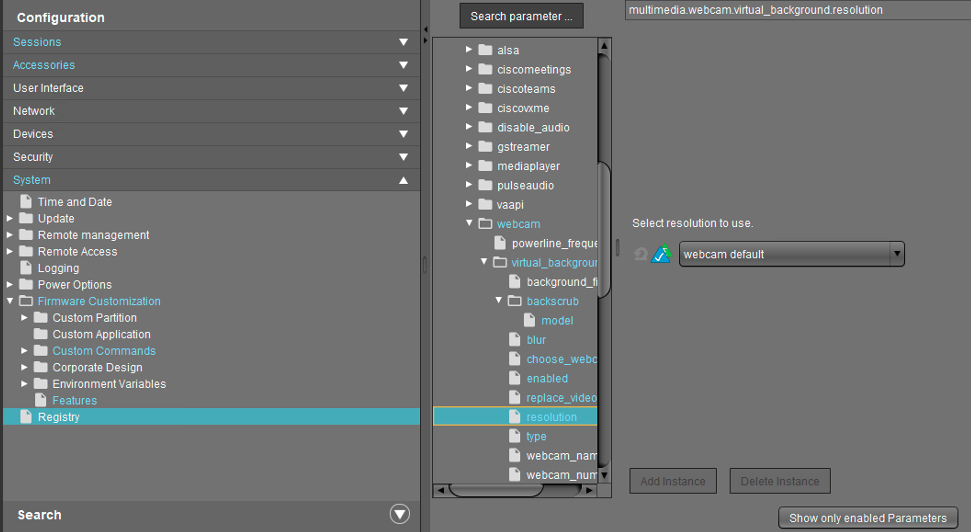 Configuration
Sessions
Accessories
User Interface
Network
Devices
Security
System
Time and Date
Update
Remote management
Remote Access
Logging
Power Options
Firmware Customization
Custom Partition
Custom Application
Custom Commands
Corporate Design
Environment Variables
Features
Registry
Search
Search parameter ...
alsa
ciscomeetings
ciscoteams
ciscovxme
disable_audio
gstreamer
mediaplayer
pulseaudio
vaapi
webcam
powerline_freque
virtual_backgroun
background_fi
backscrub
model
blur
choose_webc
enabled
replace_video
resolution
type
webcam_nam
webcam_num
multimedia.webcam.virtual_background.resolution
Select resolution to use.
webcam default
Add Instance
Delete Instance
Show only enabled Parameters